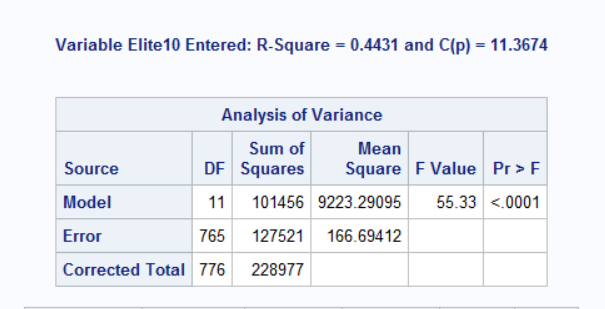 Variable Elite10 Entered: R-Square = 0.4431 and C(p) = 11.3674
Analysis of Variance
Source DF Sum of Squares Mean Square F Value Pr > F
Model 11 101456 9223.29095 55.33 <.0001
Error 765 127521 166.69412
Corrected Total 776 228977